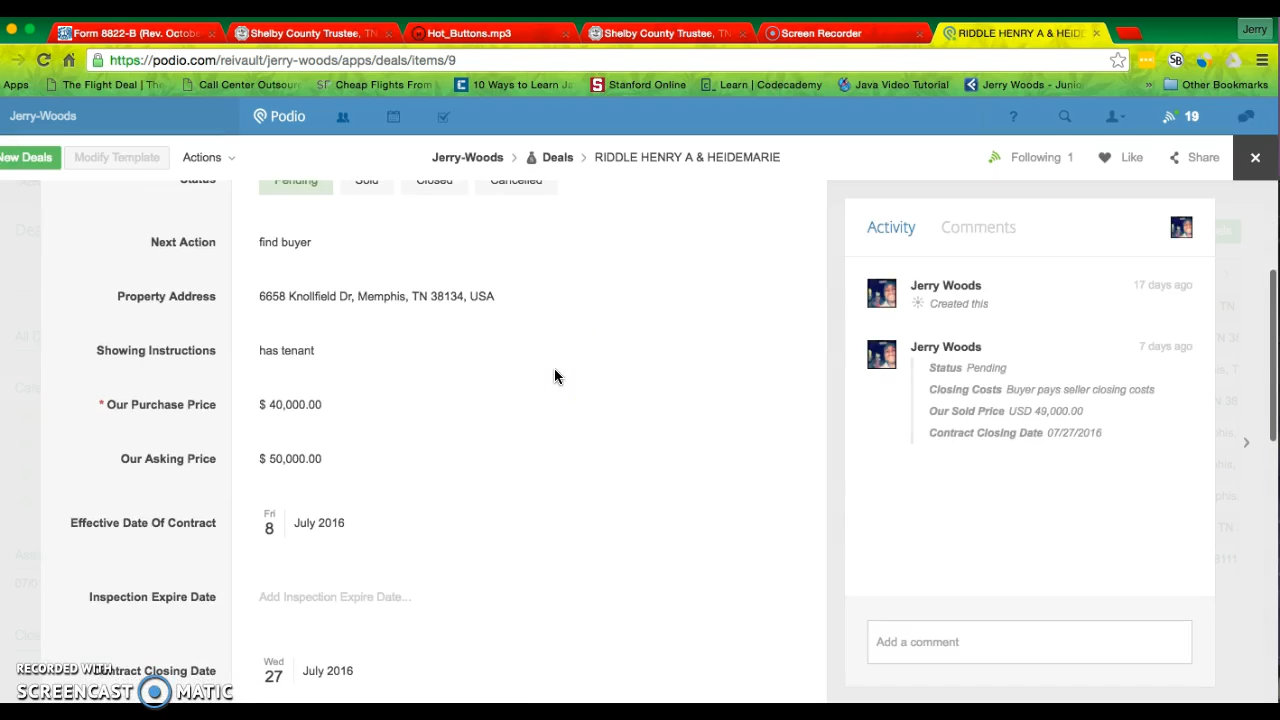 Form 8822-B (Rev. Octobe
Shelby County Trustee, TN
Hot_Buttons.mp3
Shelby County Trustee, TN
Screen Recorder
RIDDLE HENRY A & HEIDE
Jerry
https://podio.com/reivault/jerry-woods/apps/deals/items/9
Apps
The Flight Deal | The
Call Center Outsour
Cheap Flights From
10 Ways to Learn Ja
Stanford Online
Learn | Codecademy
Java Video Tutorial
Jerry Woods - Junio
» Other Bookmarks
Jerry-Woods
Podio
? 19
New Deals
Modify Template
Actions
Jerry-Woods > Deals > RIDDLE HENRY A & HEIDEMARIE
Following 1
Like
Share
Status Pending Sold Closed Cancelled
Next Action find buyer
Property Address 6658 Knollfield Dr, Memphis, TN 38134, USA
Showing Instructions has tenant
* Our Purchase Price $ 40,000.00
Our Asking Price $ 50,000.00
Effective Date Of Contract Fri 8 July 2016
Inspection Expire Date Add Inspection Expire Date...
Contract Closing Date Wed 27 July 2016
Activity Comments
Jerry Woods 17 days ago
Created this
Jerry Woods 7 days ago
Status Pending
Closing Costs Buyer pays seller closing costs
Our Sold Price USD 49,000.00
Contract Closing Date 07/27/2016
Add a comment
RECORDED WITH
SCREENCAST MATIC